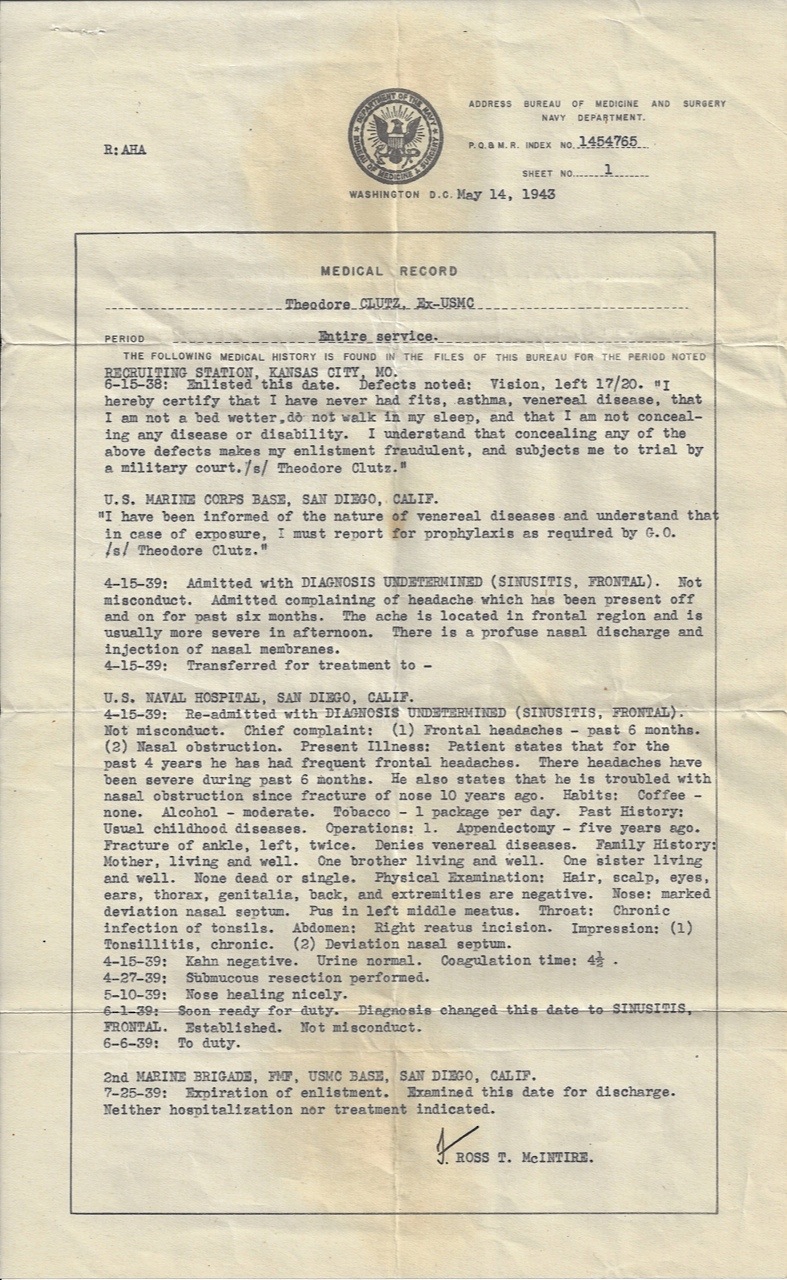 ADDRESS BUREAU OF MEDICINE AND SURGERY
NAVY DEPARTMENT.
DEPARTMENT OF THE NAVY
BUREAU OF MEDICINE & SURGERY
R:AHA
P.Q.& M.R. INDEX NO. 1454765
SHEET NO. 1
WASHINGTON D.C. May 14, 1943
MEDICAL RECORD
Theodore CLUTZ, Ex-USMC
PERIOD Entire service.
THE FOLLOWING MEDICAL HISTORY IS FOUND IN THE FILES OF THIS BUREAU FOR THE PERIOD NOTED
RECRUITING STATION, KANSAS CITY, MO.
6-15-38: Enlisted this date. Defects noted: Vision, left 17/20. "I
hereby certify that I have never had fits, asthma, venereal disease, that
I am not a bed wetter,do not walk in my sleep, and that I am not conceal-
ing any disease or disability. I understand that concealing any of the
above defects makes my enlistment fraudulent, and subjects me to trial by
a military court./s/ Theodore Clutz."
U.S. MARINE CORPS BASE, SAN DIEGO, CALIF.
"I have been informed of the nature of venereal diseases and understand that
in case of exposure, I must report for prophylaxis as required by G.O.
/s/ Theodore Clutz."
4-15-39: Admitted with DIAGNOSIS UNDETERMINED (SINUSITIS, FRONTAL). Not
misconduct. Admitted complaining of headache which has been present off
and on for past six months. The ache is located in frontal region and is
usually more severe in afternoon. There is a profuse nasal discharge and
injection of nasal membranes.
4-15-39: Transferred for treatment to -
U.S. NAVAL HOSPITAL, SAN DIEGO, CALIF.
4-15-39: Re-admitted with DIAGNOSIS UNDETERMINED (SINUSITIS, FRONTAL).
Not misconduct. Chief complaint: (1) Frontal headaches - past 6 months.
(2) Nasal obstruction. Present Illness: Patient states that for the
past 4 years he has had frequent frontal headaches. There headaches have
been severe during past 6 months. He also states that he is troubled with
nasal obstruction since fracture of nose 10 years ago. Habits: Coffee -
none. Alcohol - moderate. Tobacco - 1 package per day. Past History:
Usual childhood diseases. Operations: 1. Appendectomy - five years ago.
Fracture of ankle, left, twice. Denies venereal diseases. Family History:
Mother, living and well. One brother living and well. One sister living
and well. None dead or single. Physical Examination: Hair, scalp, eyes,
ears, thorax, genitalia, back, and extremities are negative. Nose: marked
deviation nasal septum. Pus in left middle meatus. Throat: Chronic
infection of tonsils. Abdomen: Right reatus incision. Impression: (1)
Tonsillitis, chronic. (2) Deviation nasal septum.
4-15-39: Kahn negative. Urine normal. Coagulation time: 4½ .
4-27-39: Submucous resection performed.
5-10-39: Nose healing nicely.
6-1-39: Soon ready for duty. Diagnosis changed this date to SINUSITIS,
FRONTAL. Established. Not misconduct.
6-6-39: To duty.
2nd MARINE BRIGADE, FMF, USMC BASE, SAN DIEGO, CALIF.
7-25-39: Expiration of enlistment. Examined this date for discharge.
Neither hospitalization nor treatment indicated.
ROSS T. McINTIRE.